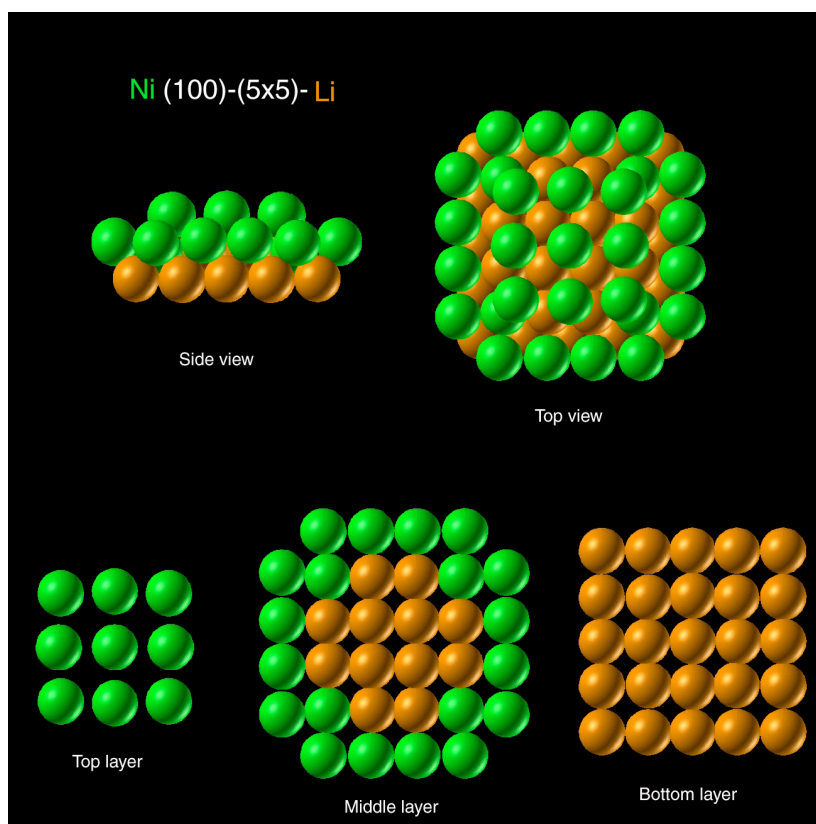 Ni (100)-(5x5)- Li
Side view
Top view
Top layer
Middle layer
Bottom layer